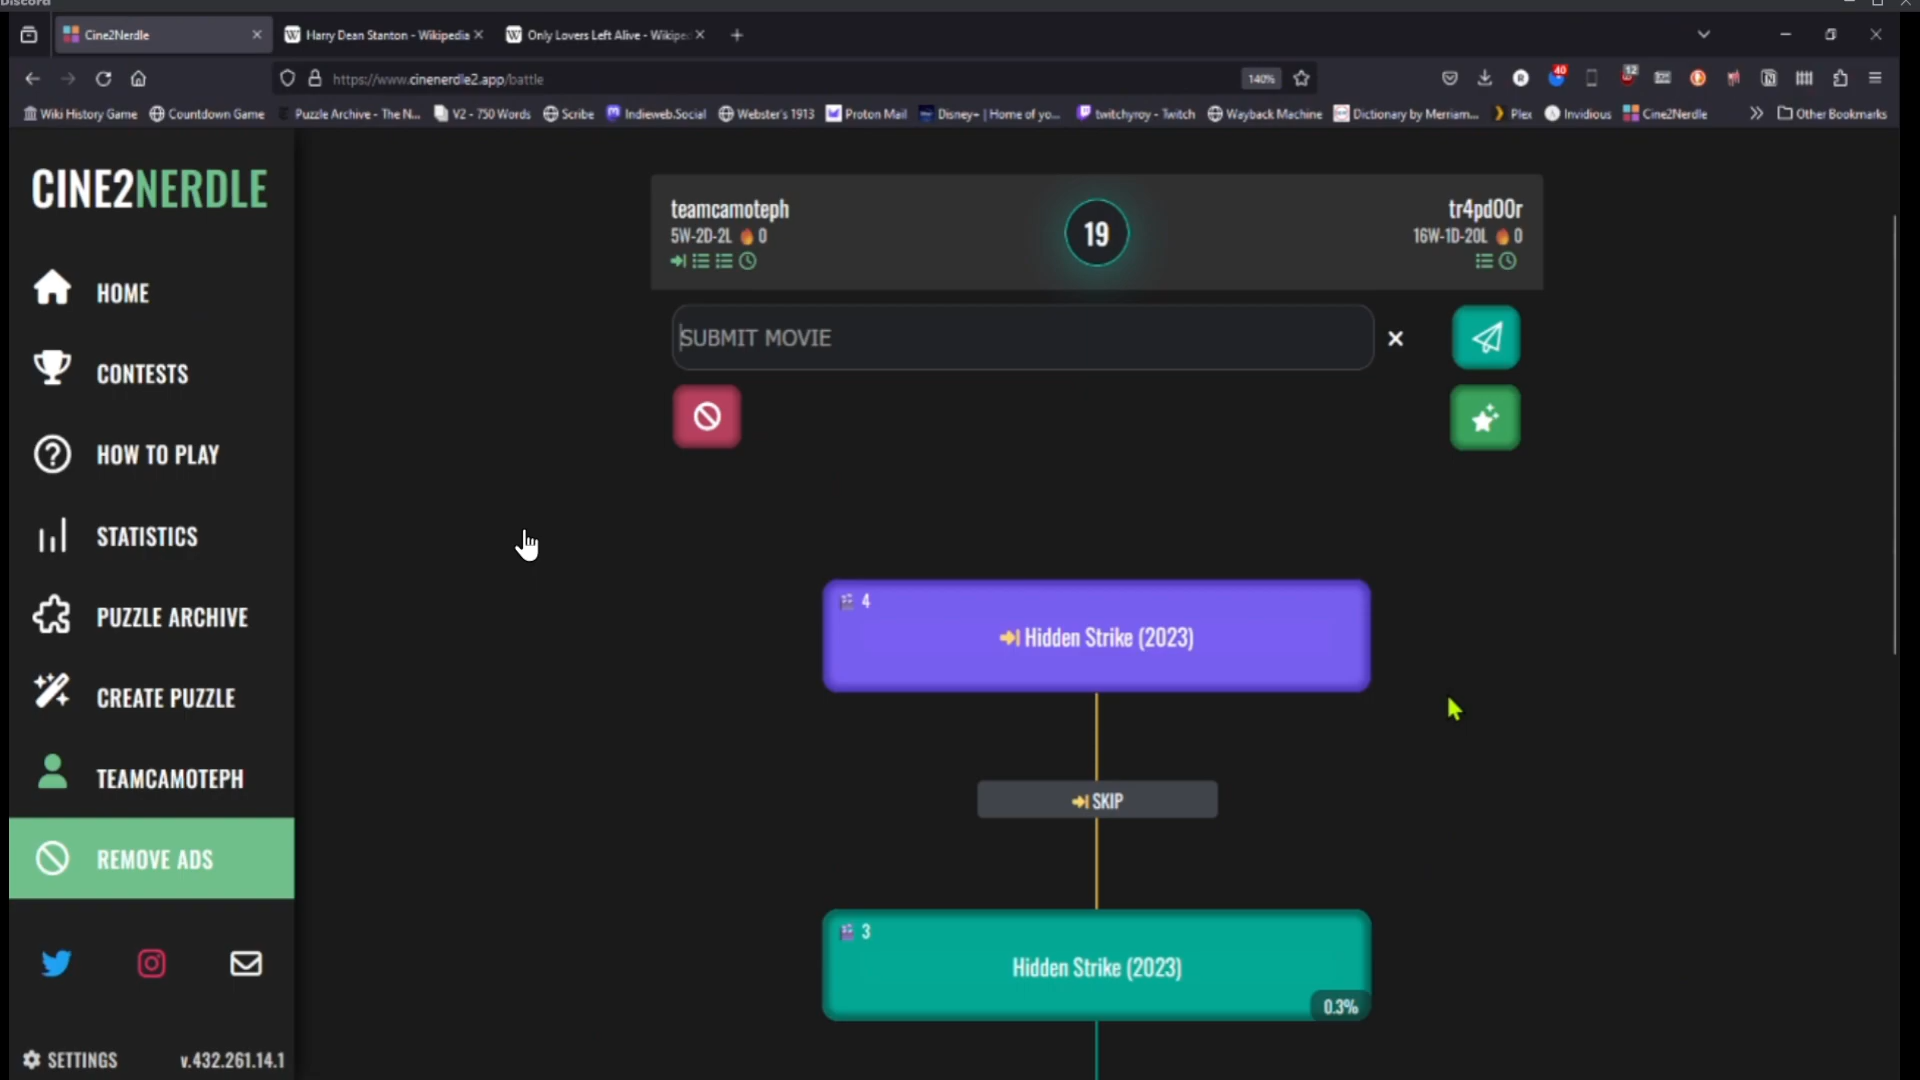 Discord
Cine2Nerdle
Harry Dean Stanton - Wikipedia
Only Lovers Left Alive - Wikipe
https://www.cinenerdle2.app/battle
140%
40
12
Wiki History Game
Countdown Game
Puzzle Archive - The N...
V2 - 750 Words
Scribe
Indieweb.Social
Webster's 1913
Proton Mail
Disney+ | Home of yo...
twitchyroy - Twitch
Wayback Machine
Dictionary by Merriam...
Plex
Invidious
Cine2Nerdle
Other Bookmarks
CINE2NERDLE
HOME
CONTESTS
HOW TO PLAY
STATISTICS
PUZZLE ARCHIVE
CREATE PUZZLE
TEAMCAMOTEPH
REMOVE ADS
SETTINGS
v.432.261.14.1
teamcamoteph
5W-2D-2L 🔥 0
19
tr4pd00r
16W-1D-20L 🔥 0
SUBMIT MOVIE
4
Hidden Strike (2023)
SKIP
3
Hidden Strike (2023)
0.3%